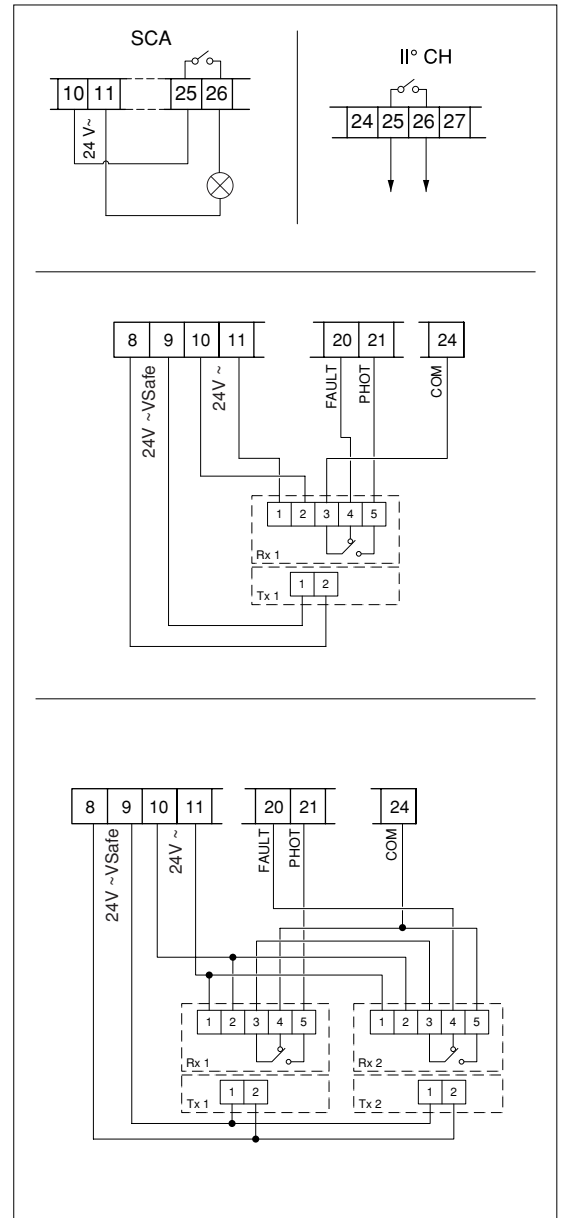 SCA
10 11 25 26
24 V~
II° CH
24 25 26 27
8 9 10 11 20 21 24
24V ~VSafe
24V ~
FAULT
PHOT
COM
1 2 3 4 5
Rx 1
1 2
Tx 1
8 9 10 11 20 21 24
24V ~VSafe
24V ~
FAULT
PHOT
COM
1 2 3 4 5
Rx 1
1 2 3 4 5
Rx 2
1 2
Tx 1
1 2
Tx 2